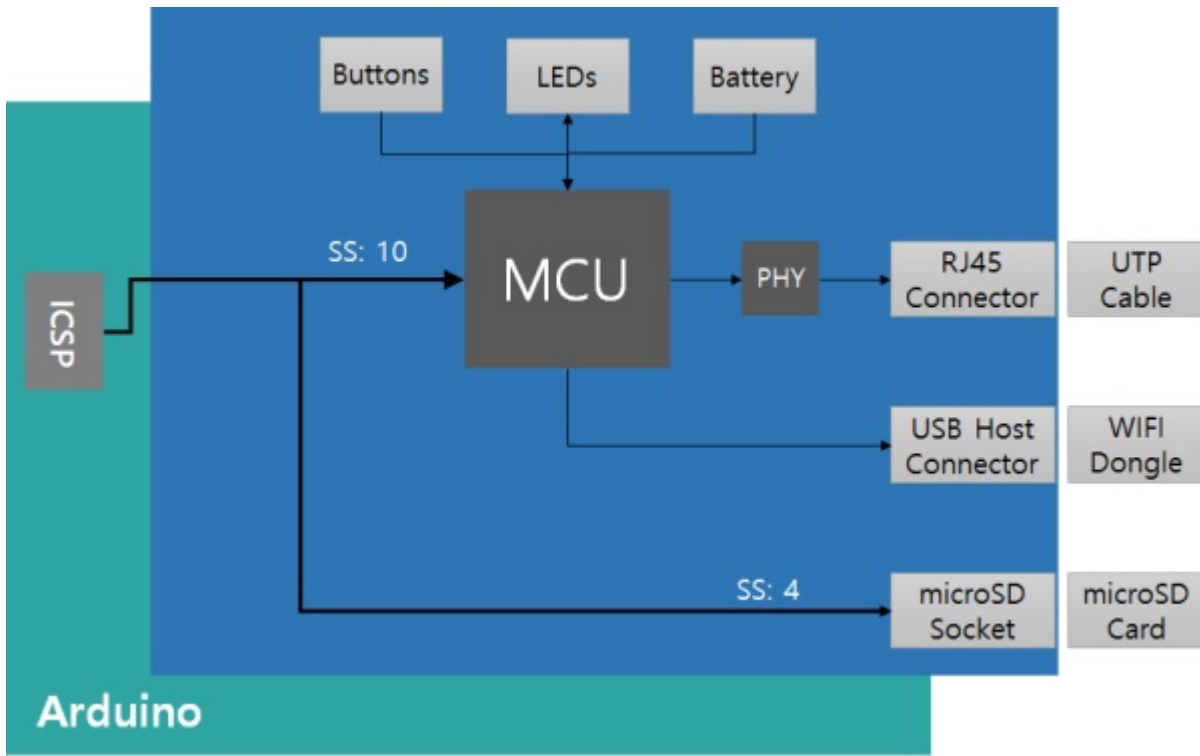 Buttons
LEDs
Battery
SS: 10
MCU
PHY
RJ45
Connector
UTP
Cable
ICSP
USB Host
Connector
WIFI
Dongle
SS: 4
microSD
Socket
microSD
Card
Arduino